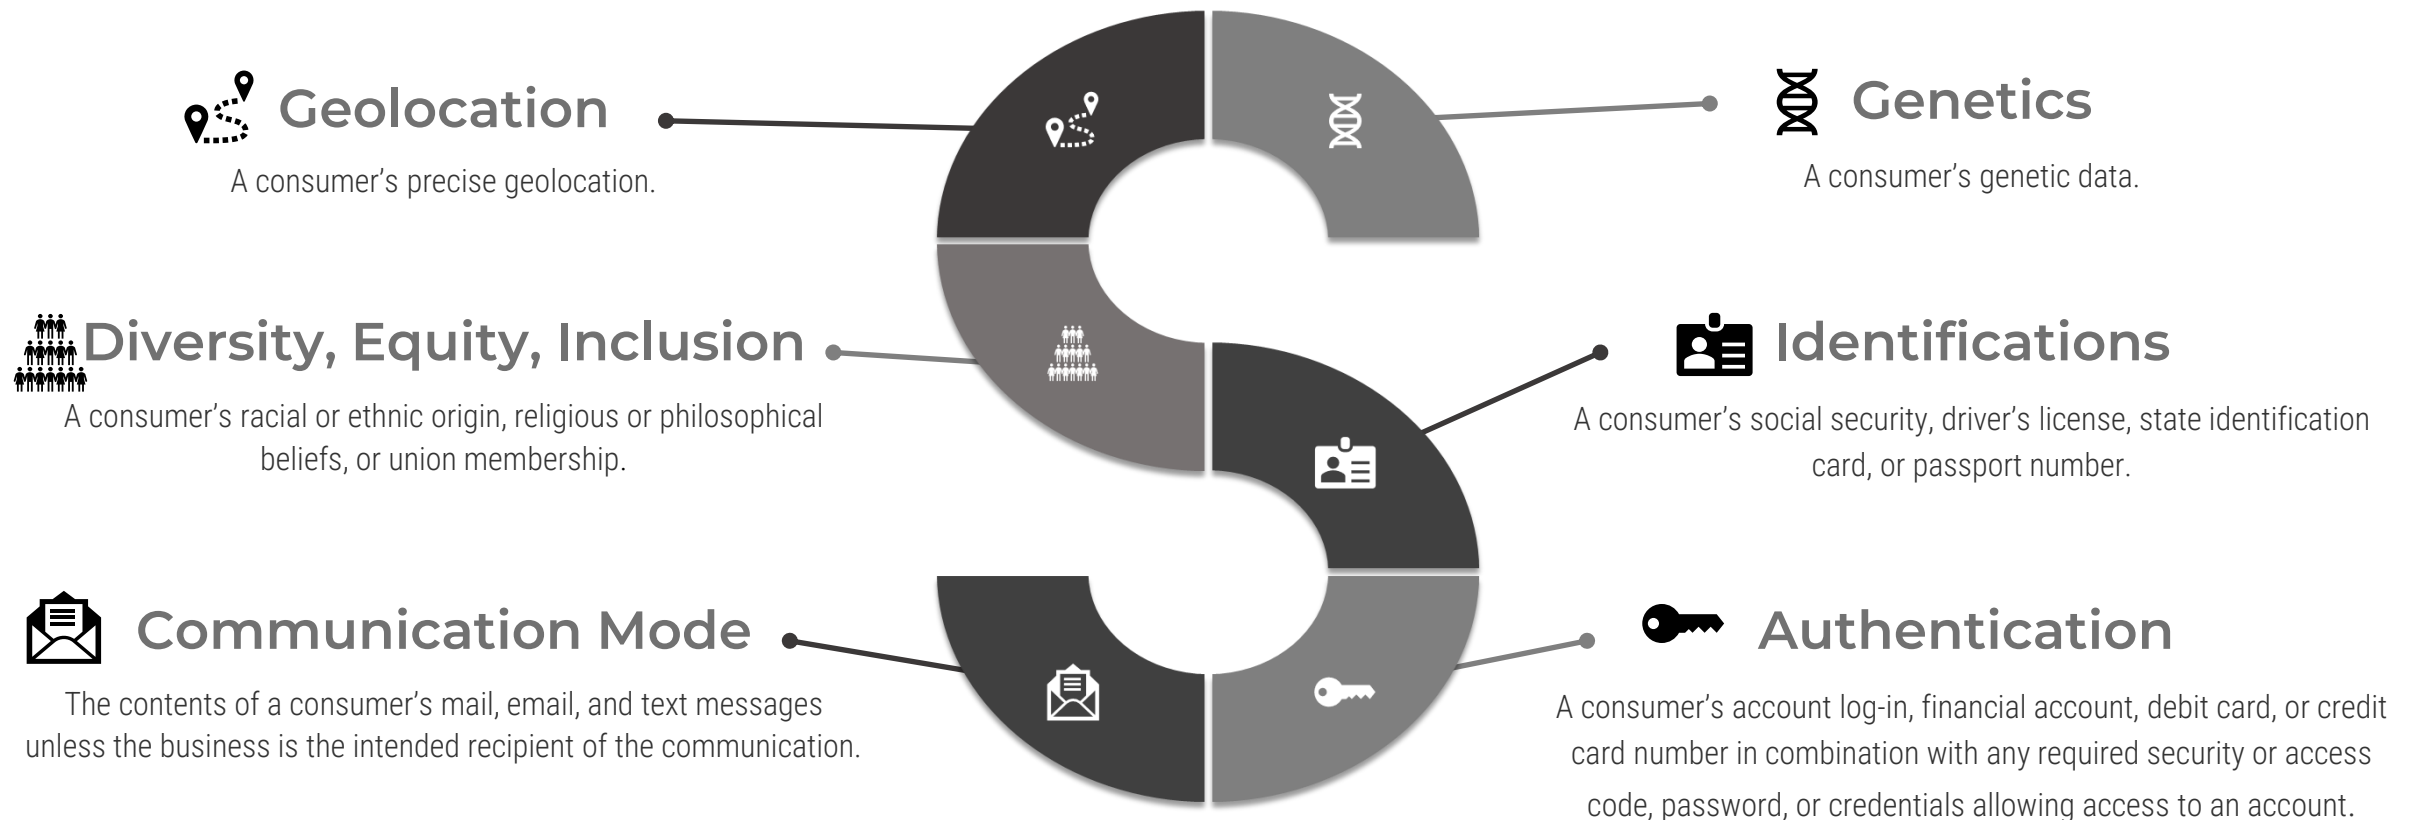 Geolocation
A consumer’s precise geolocation.
Genetics
A consumer’s genetic data.
Diversity, Equity, Inclusion
A consumer’s racial or ethnic origin, religious or philosophical
beliefs, or union membership.
Identifications
A consumer’s social security, driver’s license, state identification
card, or passport number.
Communication Mode
The contents of a consumer’s mail, email, and text messages
unless the business is the intended recipient of the communication.
Authentication
A consumer’s account log-in, financial account, debit card, or credit
card number in combination with any required security or access
code, password, or credentials allowing access to an account.